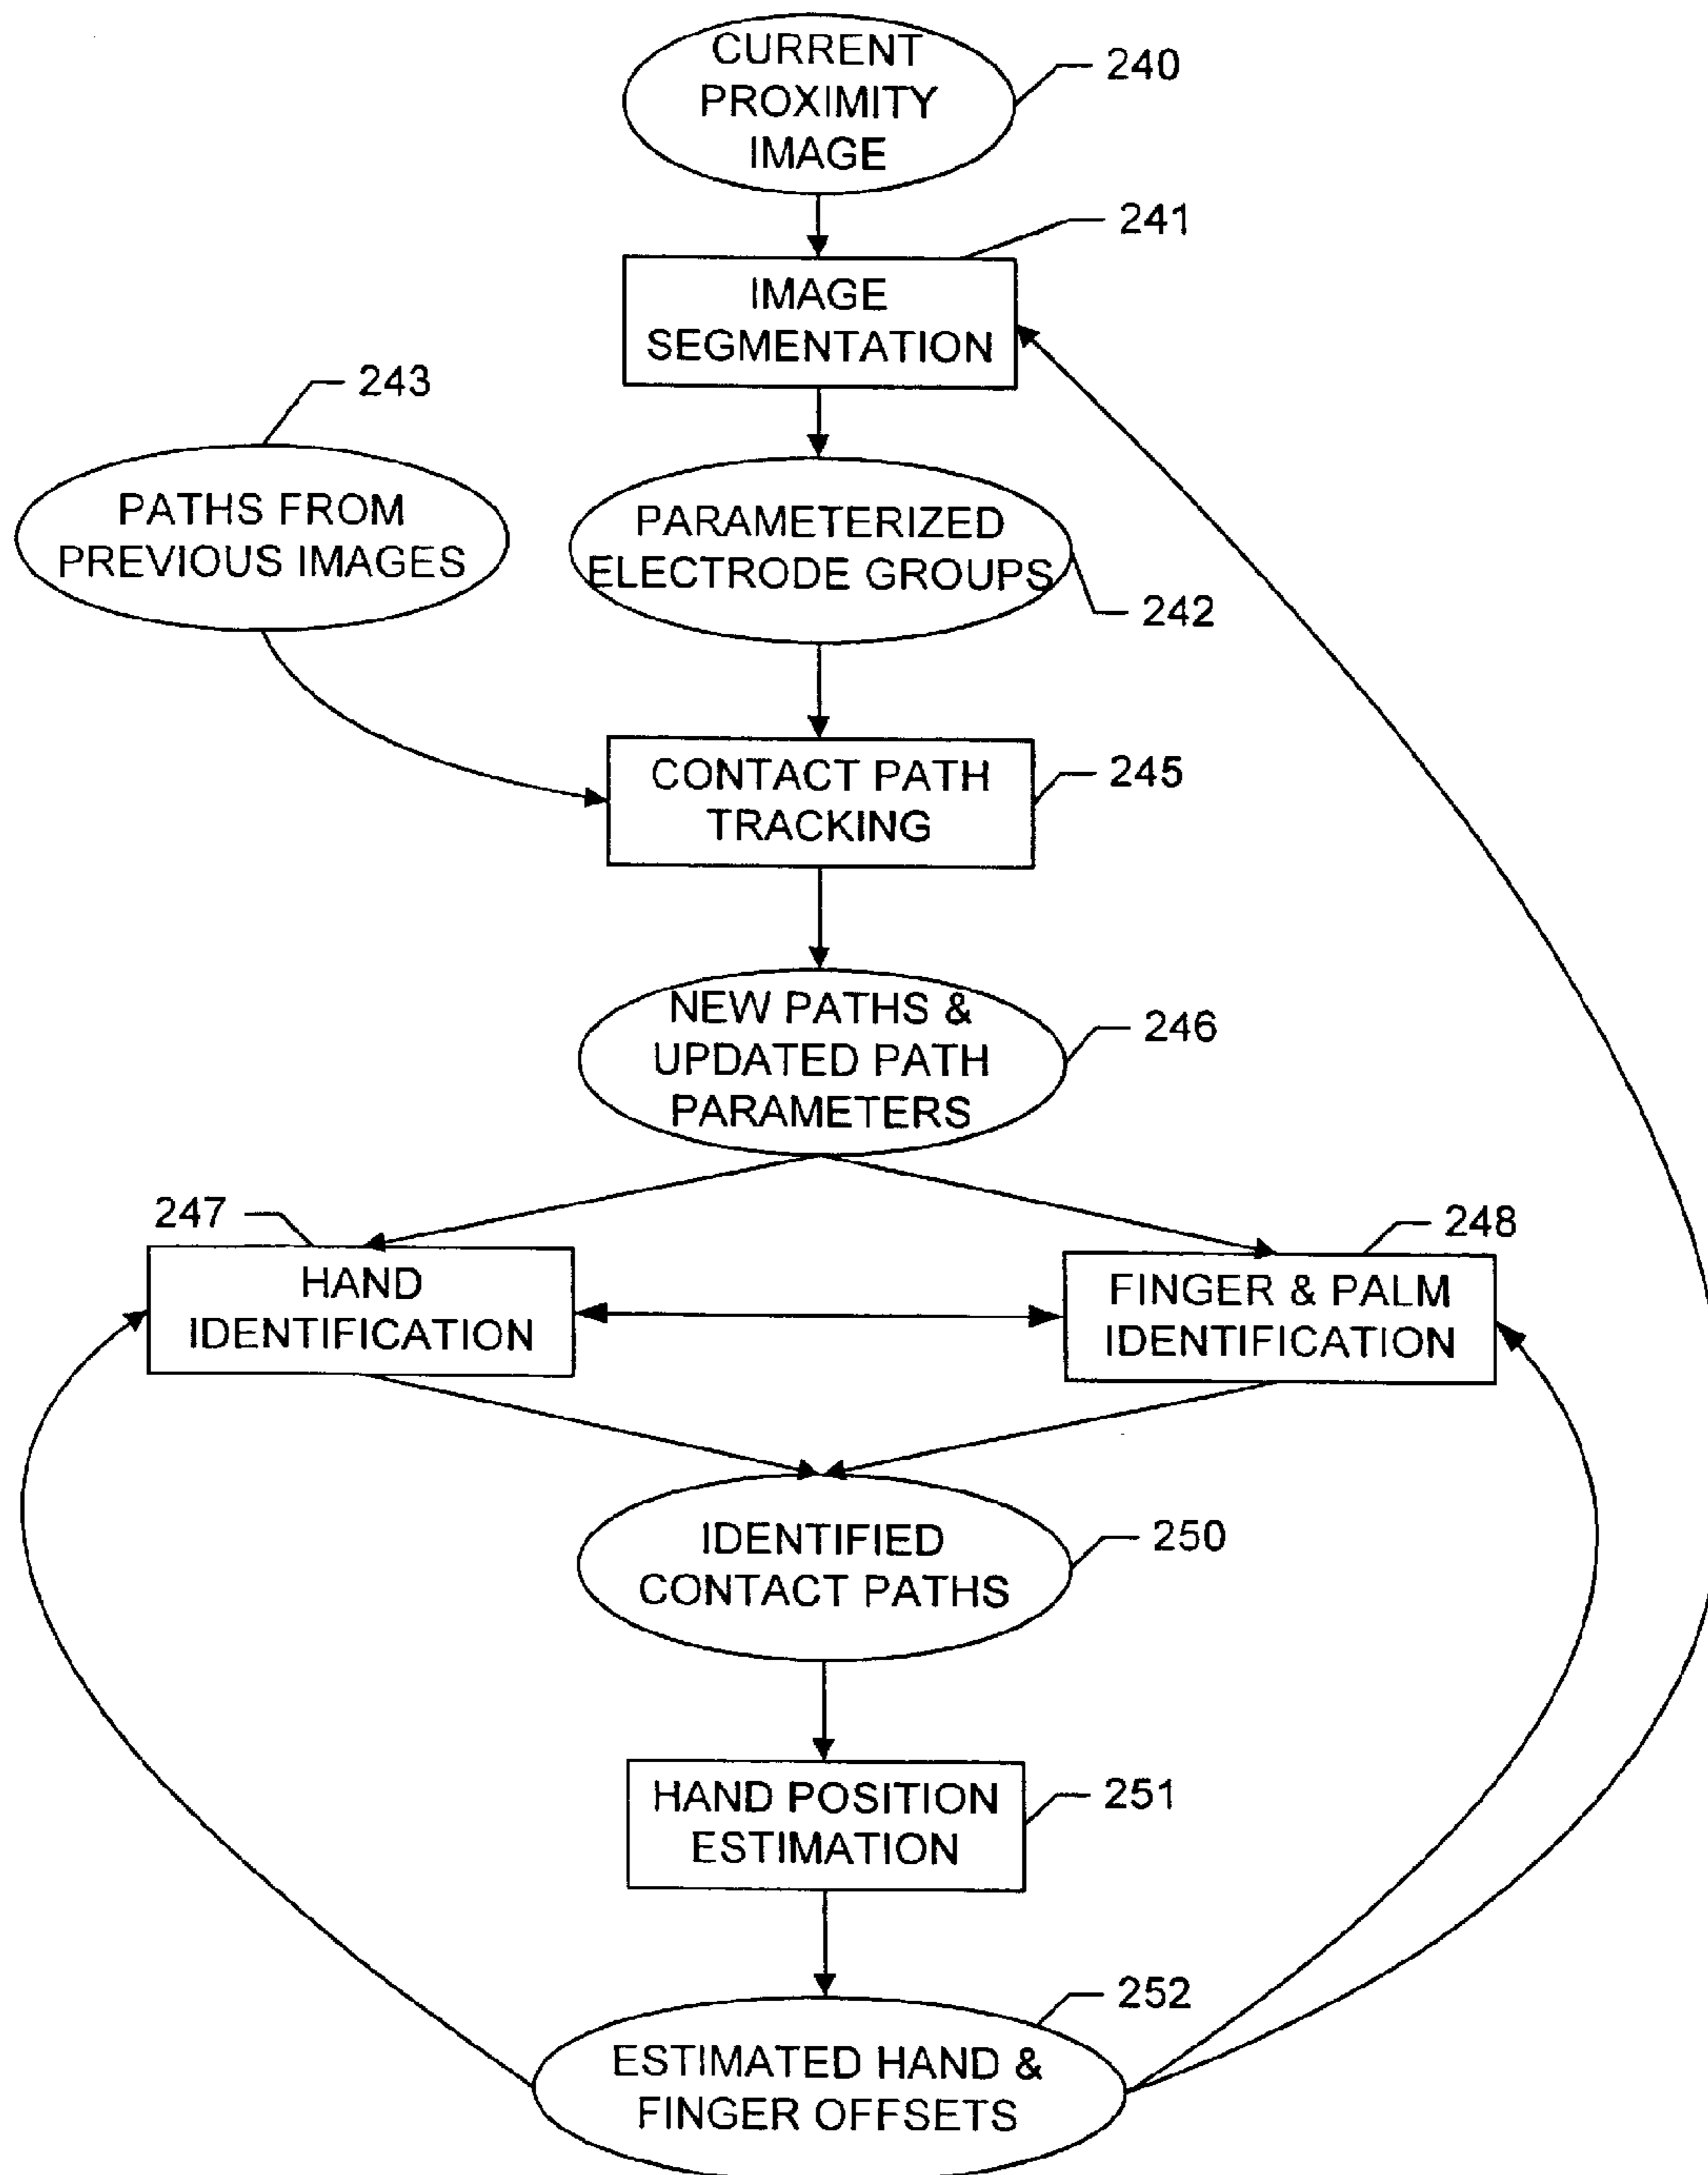 CURRENT
PROXIMITY
IMAGE
240
241
IMAGE
SEGMENTATION
243
PATHS FROM
PREVIOUS IMAGES
PARAMETERIZED
ELECTRODE GROUPS
242
CONTACT PATH
TRACKING
245
NEW PATHS &
UPDATED PATH
PARAMETERS
246
247
HAND
IDENTIFICATION
248
FINGER & PALM
IDENTIFICATION
IDENTIFIED
CONTACT PATHS
250
HAND POSITION
ESTIMATION
251
252
ESTIMATED HAND &
FINGER OFFSETS